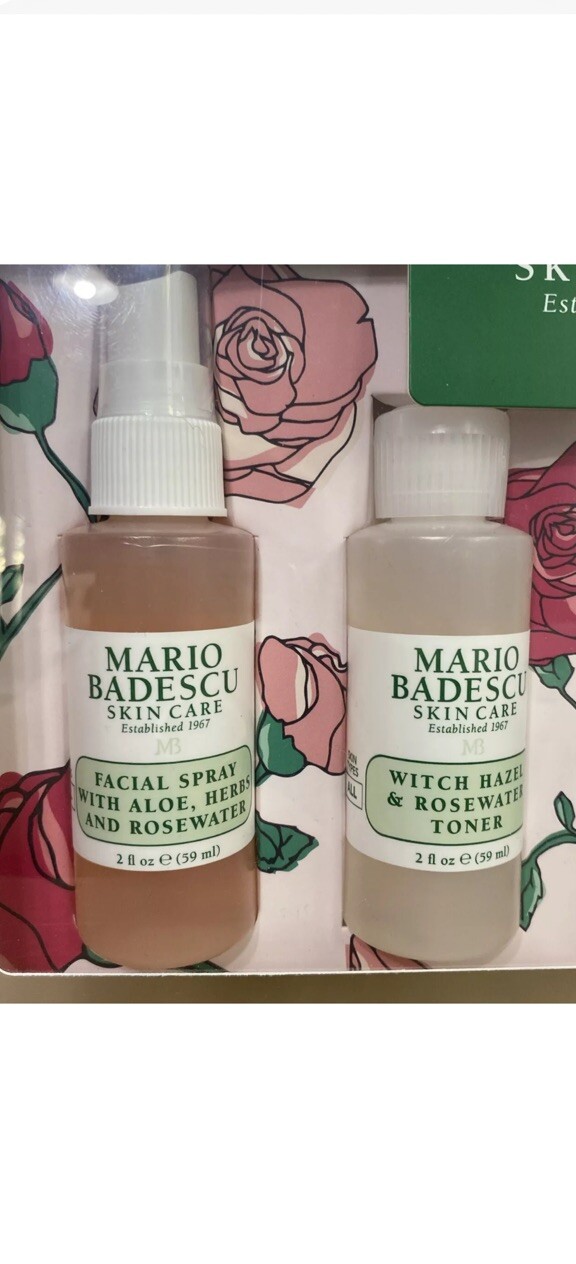 SK
Est
MARIO
BADESCU
SKIN CARE
Established 1967
MB
FACIAL SPRAY
WITH ALOE, HERBS
AND ROSEWATER
2 fl oz e (59 ml)
MARIO
BADESCU
SKIN CARE
Established 1967
MB
SKIN
TYPES
ALL
WITCH HAZEL
& ROSEWATER
TONER
2 fl oz e (59 ml)